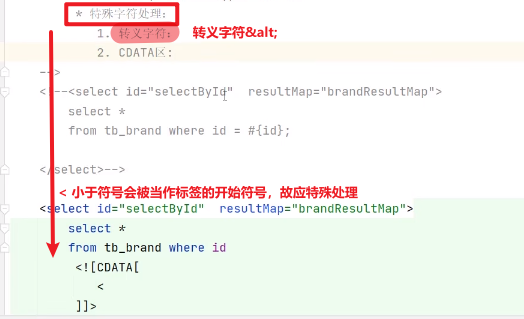 * 特殊字符处理:
1. 转义字符: 转义字符&alt;
2. CDATA区:
-->
<!--<select id="selectById" resultMap="brandResultMap">
select *
from tb_brand where id = #{id};
</select>-->
< 小于符号会被当作标签的开始符号，故应特殊处理
<select id="selectById" resultMap="brandResultMap">
select *
from tb_brand where id
<![CDATA[
<
]]>